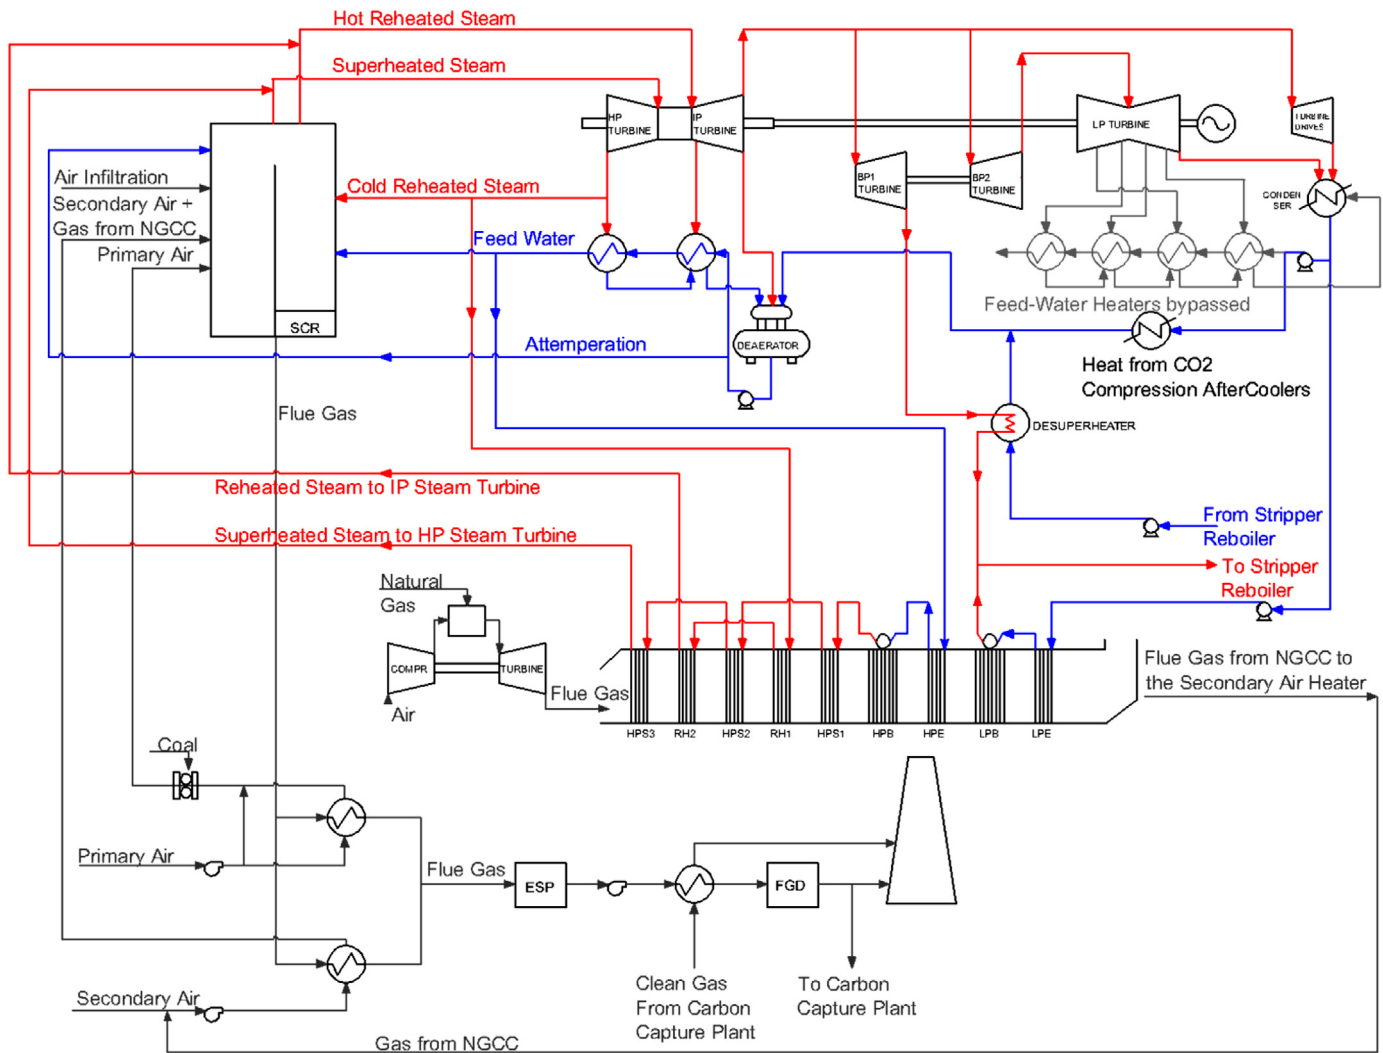 Hot Reheated Steam
Superheated Steam
HP
TURBINE
IP
TURBINE
LP TURBINE
TURBINE
DRIVES
Air Infiltration
Secondary Air +
Gas from NGCC
Primary Air
Cold Reheated Steam
BP1
TURBINE
BP2
TURBINE
CONDEN
SER
Feed Water
Feed-Water Heaters bypassed
SCR
Attemperation
DEAERATOR
Heat from CO2
Compression AfterCoolers
Flue Gas
DESUPERHEATER
Reheated Steam to IP Steam Turbine
From Stripper
Reboiler
Superheated Steam to HP Steam Turbine
To Stripper
Reboiler
Natural
Gas
COMPR
TURBINE
Air
Flue Gas
Flue Gas from NGCC to
the Secondary Air Heater
HPS3
RH2
HPS2
RH1
HPS1
HPB
HPE
LPB
LPE
Coal
Primary Air
Flue Gas
ESP
FGD
Clean Gas
From Carbon
Capture Plant
To Carbon
Capture Plant
Secondary Air
Gas from NGCC